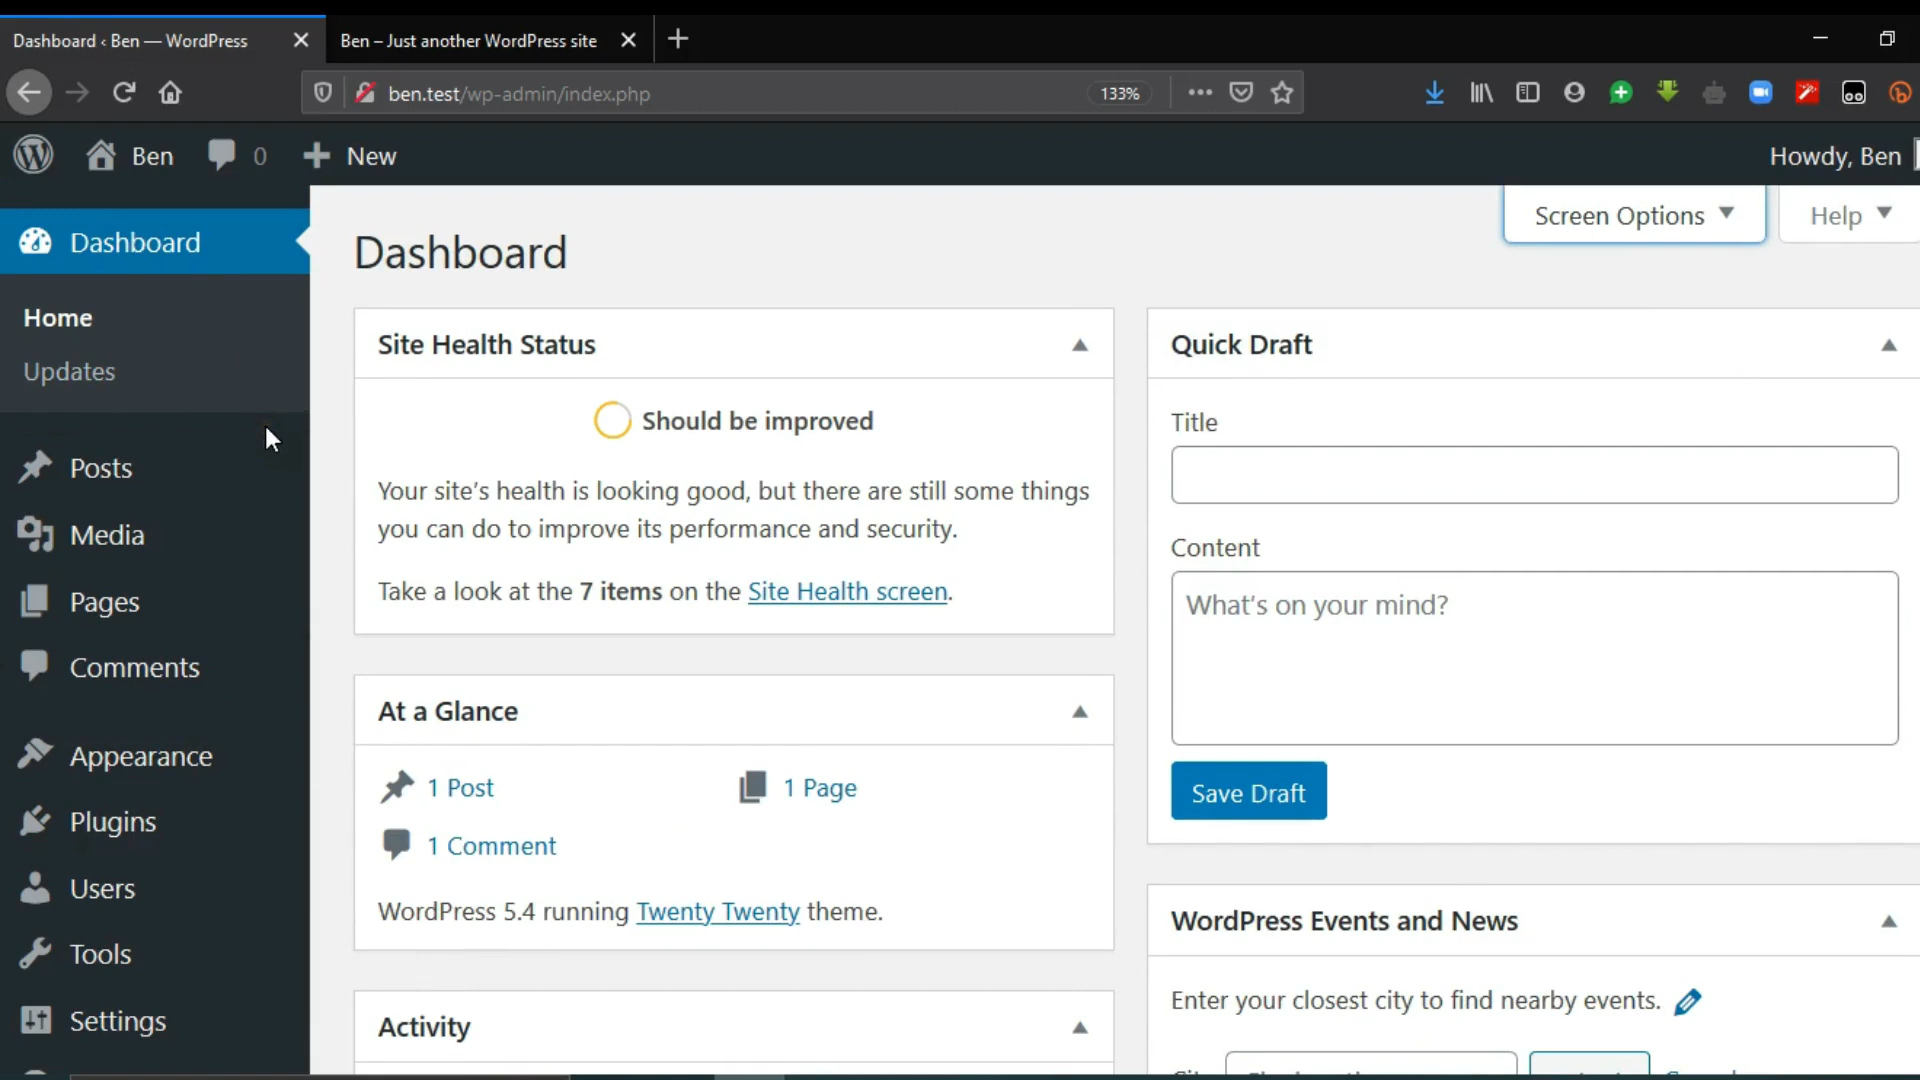 Dashboard ‹ Ben — WordPress
Ben – Just another WordPress site
ben.test/wp-admin/index.php
133%
Ben
0
New
Howdy, Ben
Screen Options
Help
Dashboard
Home
Updates
Posts
Media
Pages
Comments
Appearance
Plugins
Users
Tools
Settings
Dashboard
Site Health Status
Should be improved
Your site's health is looking good, but there are still some things
you can do to improve its performance and security.
Take a look at the 7 items on the Site Health screen.
At a Glance
1 Post
1 Page
1 Comment
WordPress 5.4 running Twenty Twenty theme.
Activity
Quick Draft
Title
Content
What's on your mind?
Save Draft
WordPress Events and News
Enter your closest city to find nearby events.